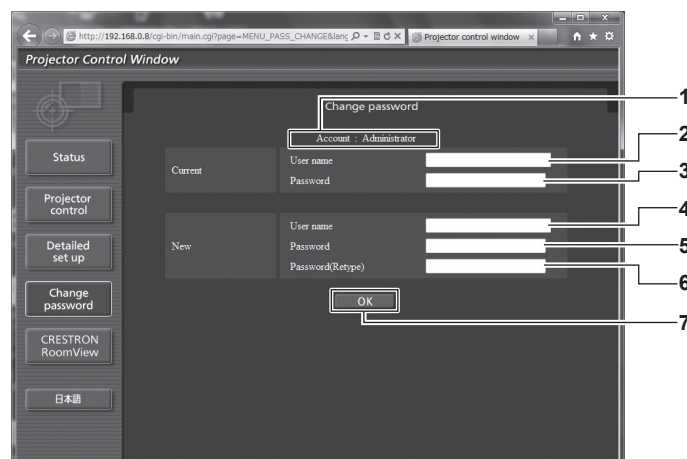 http://192.168.0.8/cgi-bin/main.cgi?page=MENU_PASS_CHANGE&lang
Projector control window
Projector Control Window
Change password
1
Account : Administrator
2
Status
Current
User name
Password
3
Projector
control
User name
4
Detailed
set up
New
Password
5
Password(Retype)
6
Change
password
OK
7
CRESTRON
RoomView
日本語